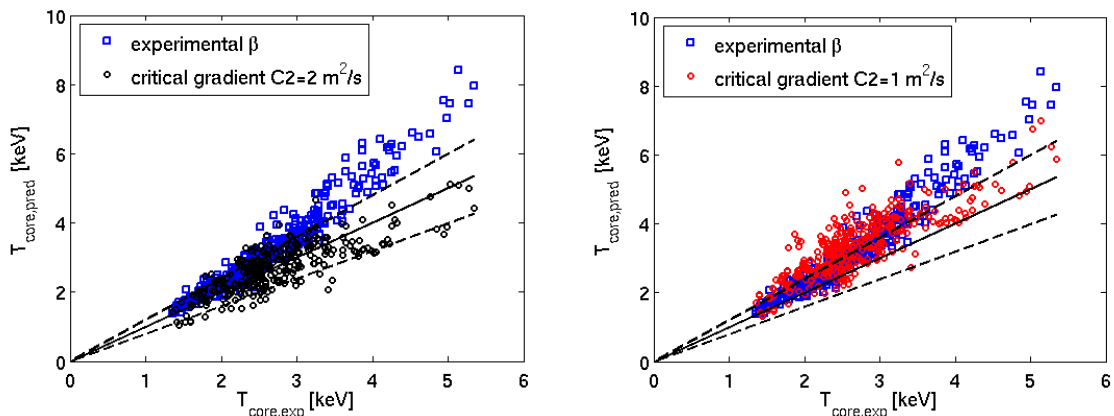 10
8
6
4
2
0
T_core,pred [keV]
experimental β
critical gradient C2=2 m^2/s
0 1 2 3 4 5 6
T_core,exp [keV]
10
8
6
4
2
0
T_core,pred [keV]
experimental β
critical gradient C2=1 m^2/s
0 1 2 3 4 5 6
T_core,exp [keV]